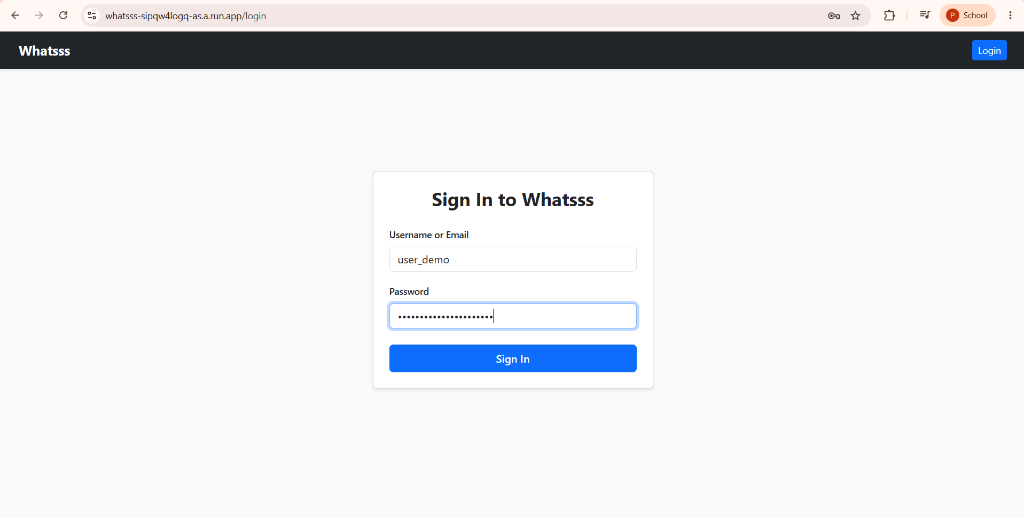 whatsss-sipqw4logq-as.a.run.app/login
P School
Whatsss
Login
Sign In to Whatsss
Username or Email
user_demo
Password
••••••••••••••••••••••
Sign In